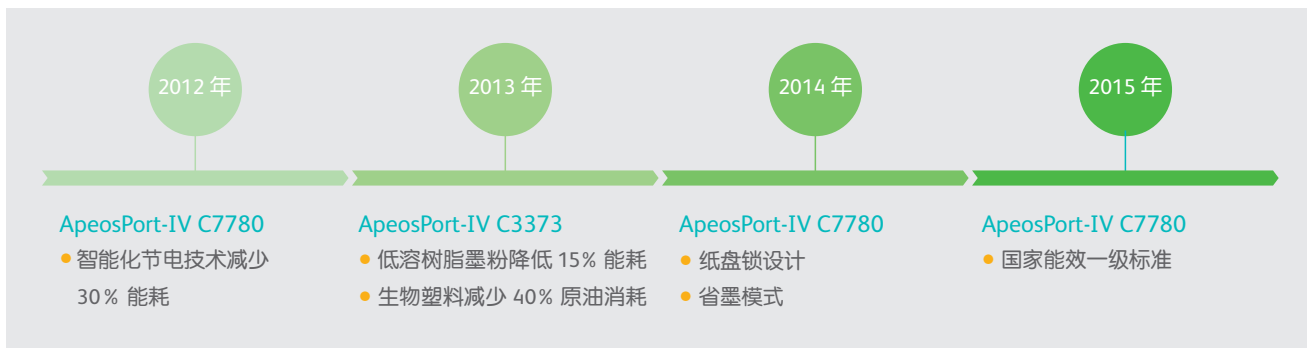 2012 年
2013 年
2014 年
2015 年
ApeosPort-IV C7780
智能化节电技术减少
30% 能耗
ApeosPort-IV C3373
低溶树脂墨粉降低 15% 能耗
生物塑料减少 40% 原油消耗
ApeosPort-IV C7780
纸盘锁设计
省墨模式
ApeosPort-IV C7780
国家能效一级标准